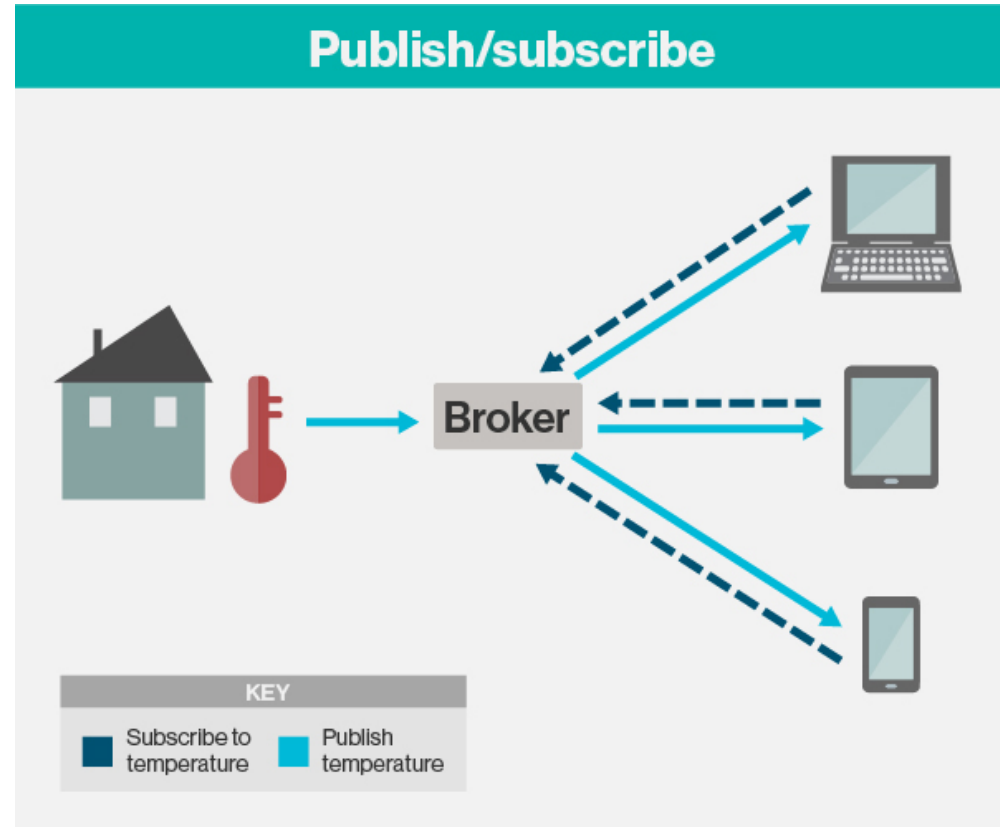 Publish/subscribe
Broker
KEY
Subscribe to
temperature
Publish
temperature